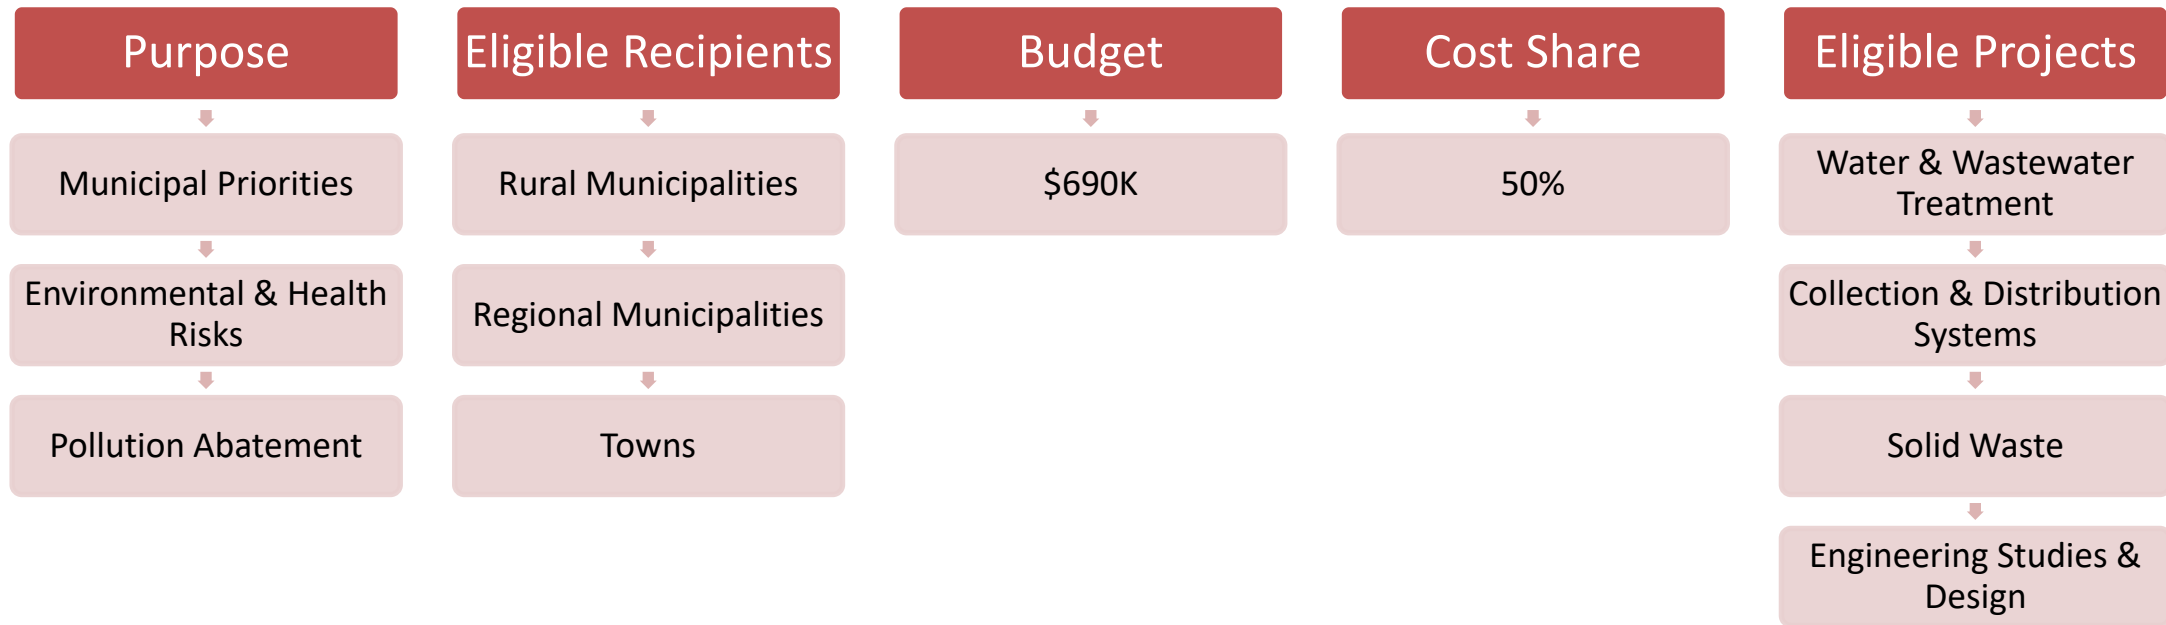 Purpose
Municipal Priorities
Environmental & Health
Risks
Pollution Abatement
Eligible Recipients
Rural Municipalities
Regional Municipalities
Towns
Budget
$690K
Cost Share
50%
Eligible Projects
Water & Wastewater
Treatment
Collection & Distribution
Systems
Solid Waste
Engineering Studies &
Design